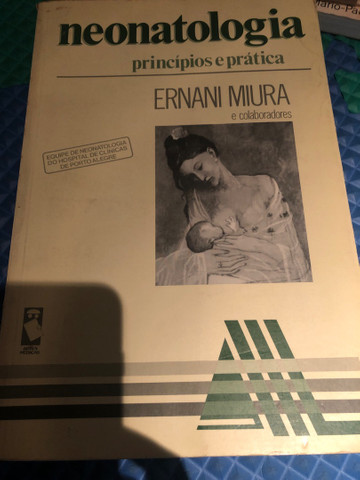 neonatologia
princípios e prática
ERNANI MIURA
e colaboradores
EQUIPE DE NEONATOLOGIA
DO HOSPITAL DE CLÍNICAS
DE PORTO ALEGRE